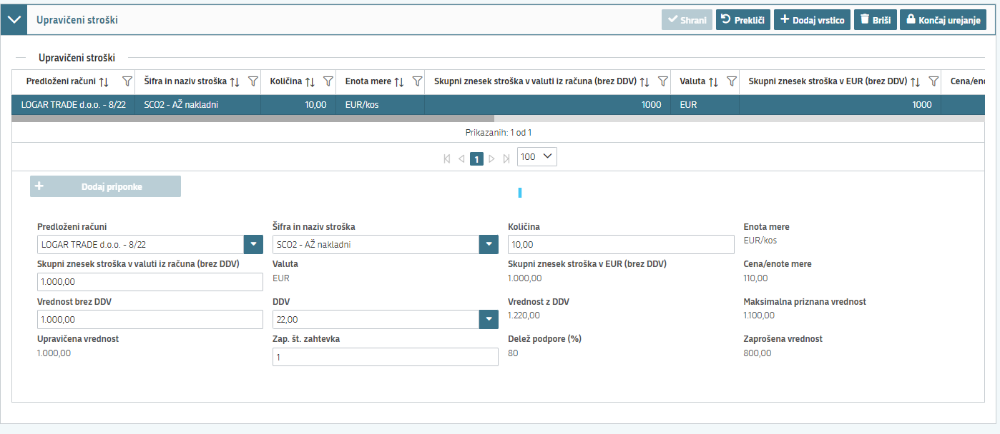 Upravičeni stroški
Shrani
Prekliči
Dodaj vrstico
Briši
Končaj urejanje
Upravičeni stroški
Predloženi računi
Šifra in naziv stroška
Količina
Enota mere
Skupni znesek stroška v valuti iz računa (brez DDV)
Valuta
Skupni znesek stroška v EUR (brez DDV)
Cena/eno
LOGAR TRADE d.o.o. - 8/22
SCO2 - AŽ nakladni
10,00
EUR/kos
1000
EUR
1000
Prikazanih: 1 od 1
1
100
Dodaj priponke
Predloženi računi
Šifra in naziv stroška
Količina
Enota mere
LOGAR TRADE d.o.o. - 8/22
SCO2 - AŽ nakladni
10,00
EUR/kos
Skupni znesek stroška v valuti iz računa (brez DDV)
Valuta
Skupni znesek stroška v EUR (brez DDV)
Cena/enote mere
1.000,00
EUR
1.000,00
110,00
Vrednost brez DDV
DDV
Vrednost z DDV
Maksimalna priznana vrednost
1.000,00
22,00
1.220,00
1.100,00
Upravičena vrednost
Zap. št. zahtevka
Delež podpore (%)
Zaprošena vrednost
1.000,00
1
80
800,00